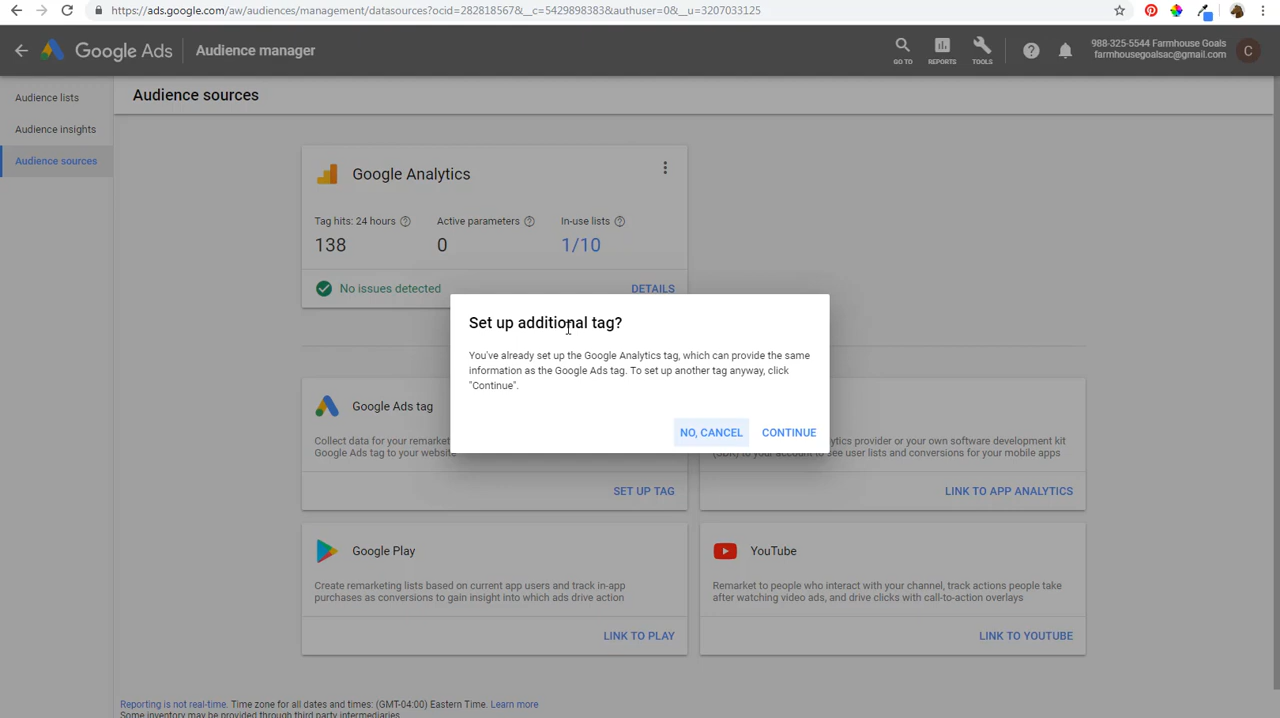 https://ads.google.com/aw/audiences/management/datasources?ocid=282818567&__c=5429898383&authuser=0&__u=3207033125
Google Ads
Audience manager
GO TO
REPORTS
TOOLS
988-325-5544 Farmhouse Goals
farmhousegoalsac@gmail.com
C
Audience lists
Audience insights
Audience sources
Audience sources
Google Analytics
Tag hits: 24 hours
Active parameters
In-use lists
138
0
1/10
No issues detected
DETAILS
Set up additional tag?
You've already set up the Google Analytics tag, which can provide the same
information as the Google Ads tag. To set up another tag anyway, click
"Continue".
NO, CANCEL
CONTINUE
Google Ads tag
Collect data for your remarket
Google Ads tag to your website
SET UP TAG
ytics provider or your own software development kit
(SDK) to your account to see user lists and conversions for your mobile apps
LINK TO APP ANALYTICS
Google Play
Create remarketing lists based on current app users and track in-app
purchases as conversions to gain insight into which ads drive action
LINK TO PLAY
YouTube
Remarket to people who interact with your channel, track actions people take
after watching video ads, and drive clicks with call-to-action overlays
LINK TO YOUTUBE
Reporting is not real-time. Time zone for all dates and times: (GMT-04:00) Eastern Time. Learn more
Some inventory may be provided through third party intermediaries.